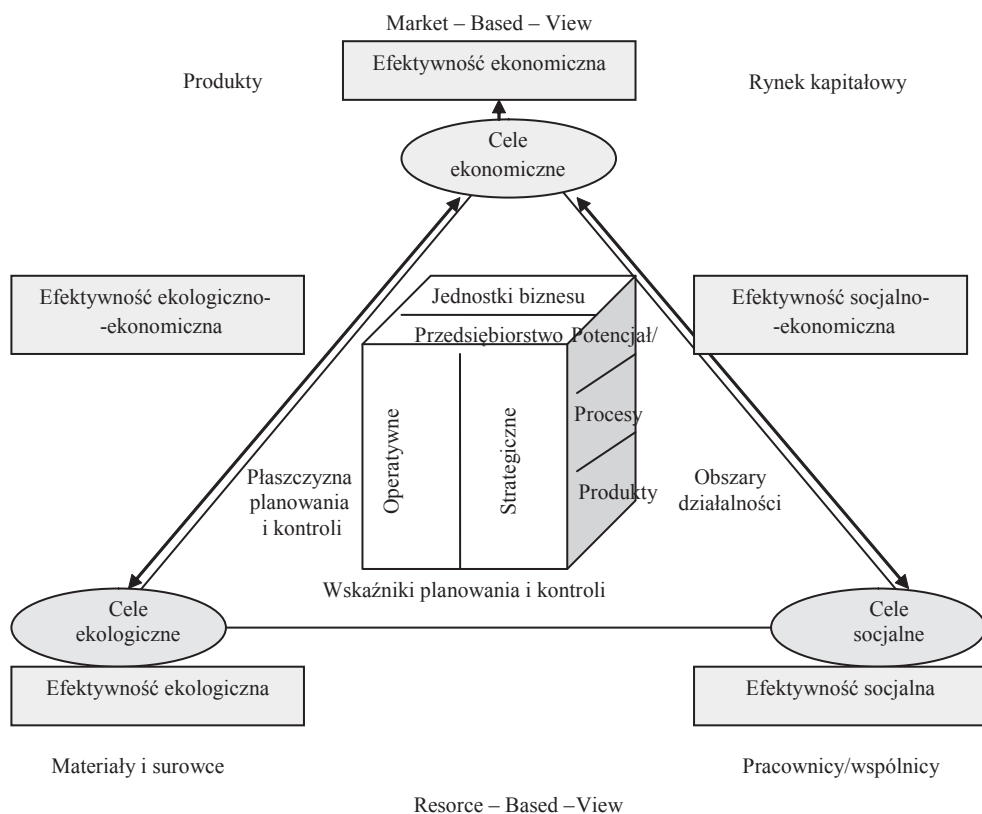 Market – Based – View
Efektywność ekonomiczna
Produkty
Rynek kapitałowy
Cele
ekonomiczne
Efektywność ekologiczno-
-ekonomiczna
Efektywność socjalno-
-ekonomiczna
Jednostki biznesu
Przedsiębiorstwo
Potencjał/
Procesy
Produkty
Operatywne
Strategiczne
Płaszczyzna
planowania
i kontroli
Obszary
działalności
Wskaźniki planowania i kontroli
Cele
ekologiczne
Cele
socjalne
Efektywność ekologiczna
Efektywność socjalna
Materiały i surowce
Pracownicy/wspólnicy
Resorce – Based –View